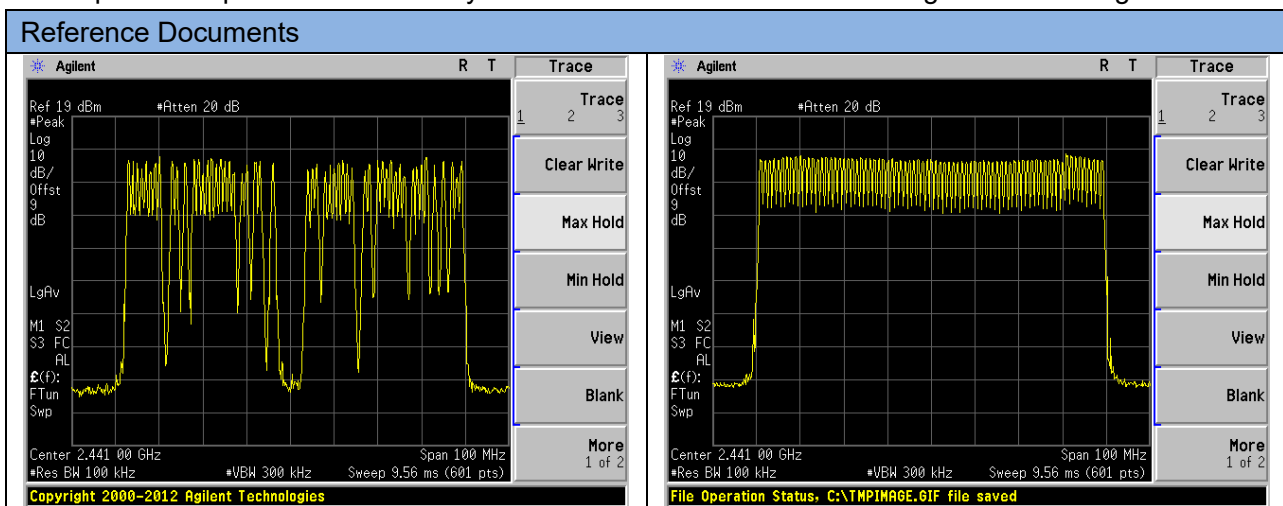 Reference Documents
Agilent R T Trace
Ref 19 dBm #Atten 20 dB
#Peak
Log
10
dB/
Offst
9
dB
LgAv
M1 S2
S3 FC
AL
£(f):
FTun
Swp
Center 2.441 00 GHz Span 100 MHz
#Res BW 100 kHz #VBW 300 kHz Sweep 9.56 ms (601 pts)
Copyright 2000-2012 Agilent Technologies
Trace
1 2 3
Clear Write
Max Hold
Min Hold
View
Blank
More
1 of 2
Agilent R T Trace
Ref 19 dBm #Atten 20 dB
#Peak
Log
10
dB/
Offst
9
dB
LgAv
M1 S2
S3 FC
AL
£(f):
FTun
Swp
Center 2.441 00 GHz Span 100 MHz
#Res BW 100 kHz #VBW 300 kHz Sweep 9.56 ms (601 pts)
File Operation Status, C:\TMPIMAGE.GIF file saved
Trace
1 2 3
Clear Write
Max Hold
Min Hold
View
Blank
More
1 of 2